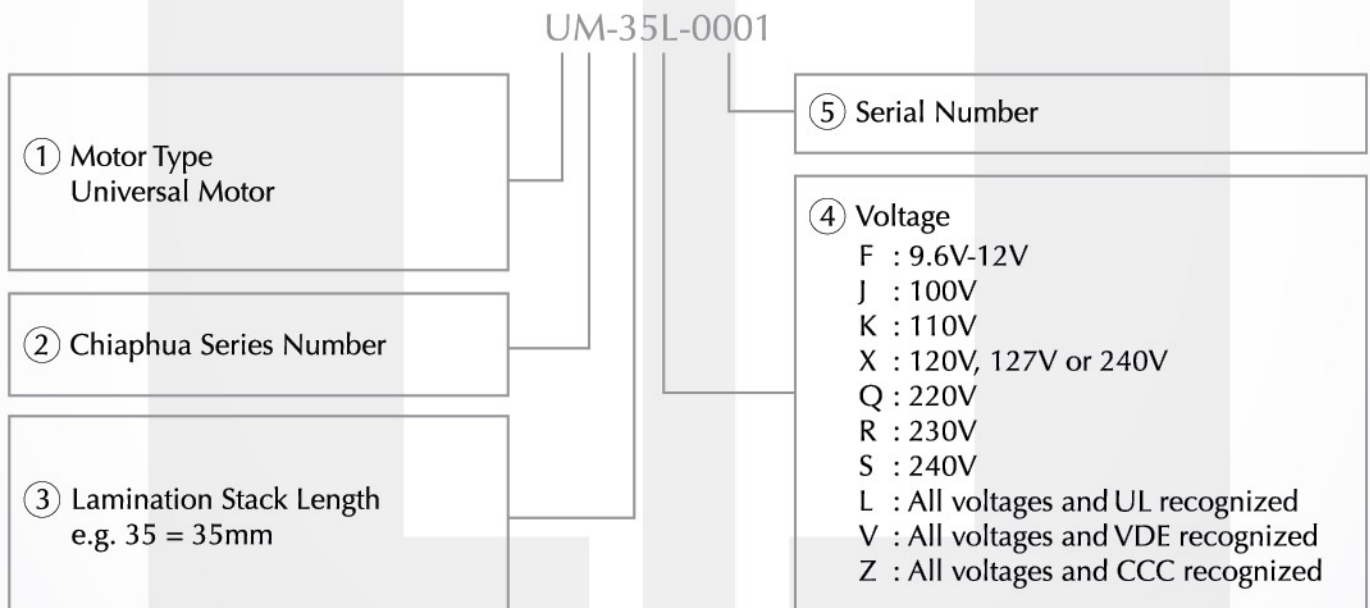 UM-35L-0001
① Motor Type
Universal Motor
② Chiaphua Series Number
③ Lamination Stack Length
e.g. 35 = 35mm
⑤ Serial Number
④ Voltage
F : 9.6V-12V
J : 100V
K : 110V
X : 120V, 127V or 240V
Q : 220V
R : 230V
S : 240V
L : All voltages and UL recognized
V : All voltages and VDE recognized
Z : All voltages and CCC recognized